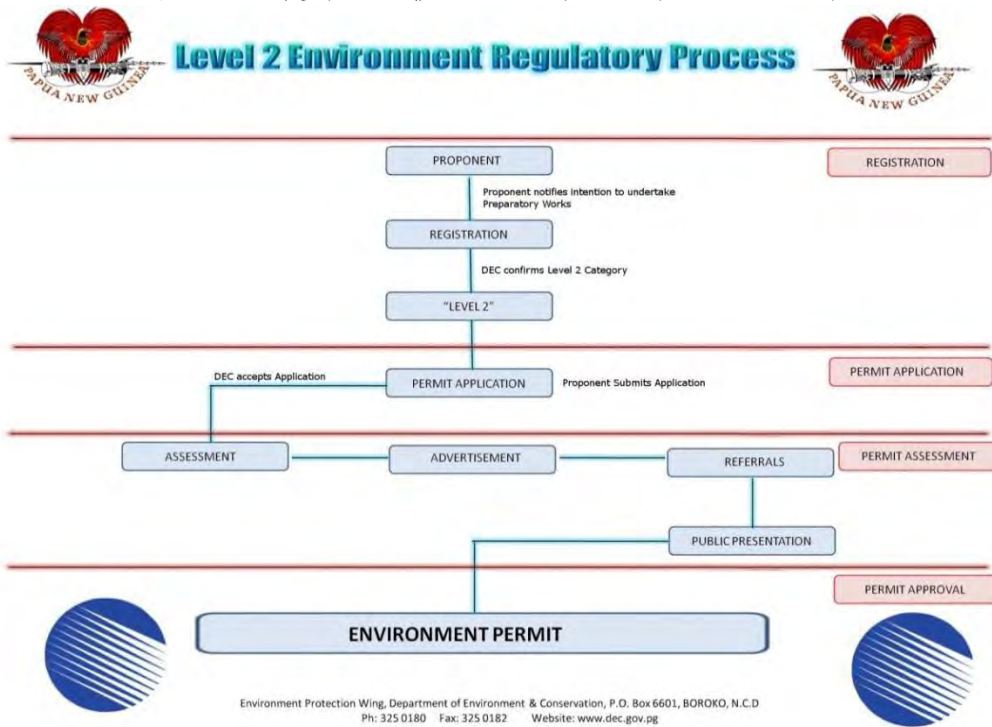 Level 2 Environment Regulatory Process
PAPUA NEW GUINEA
PAPUA NEW GUINEA
PROPONENT
REGISTRATION
Proponent notifies intention to undertake
Preparatory Works
REGISTRATION
DEC confirms Level 2 Category
"LEVEL 2"
DEC accepts Application
PERMIT APPLICATION
Proponent Submits Application
PERMIT APPLICATION
ASSESSMENT
ADVERTISEMENT
REFERRALS
PERMIT ASSESSMENT
PUBLIC PRESENTATION
PERMIT APPROVAL
ENVIRONMENT PERMIT
Environment Protection Wing, Department of Environment & Conservation, P.O. Box 6601, BOROKO, N.C.D
Ph: 325 0180 Fax: 325 0182 Website: www.dec.gov.pg